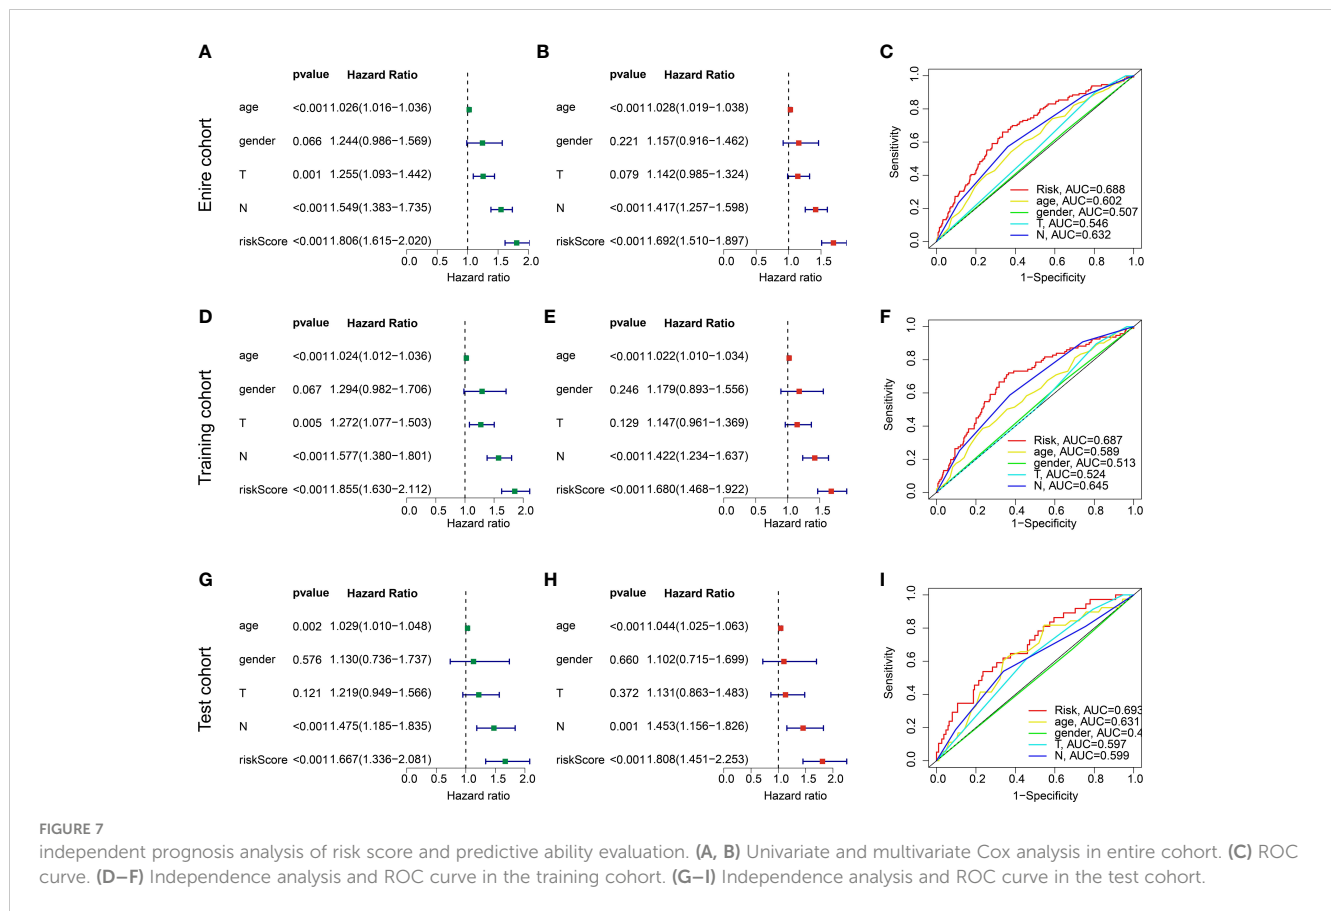 A
pvalue Hazard Ratio
age <0.001 1.026(1.016−1.036)
gender 0.066 1.244(0.986−1.569)
T 0.001 1.255(1.093−1.442)
N <0.001 1.549(1.383−1.735)
riskScore <0.001 1.806(1.615−2.020)
0.0 0.5 1.0 1.5 2.0
Hazard ratio
Enire cohort
B
pvalue Hazard Ratio
age <0.001 1.028(1.019−1.038)
gender 0.221 1.157(0.916−1.462)
T 0.079 1.142(0.985−1.324)
N <0.001 1.417(1.257−1.598)
riskScore <0.001 1.692(1.510−1.897)
0.0 0.5 1.0 1.5
Hazard ratio
C
Sensitivity
0.0 0.2 0.4 0.6 0.8 1.0
Risk, AUC=0.688
age, AUC=0.602
gender, AUC=0.507
T, AUC=0.546
N, AUC=0.632
0.0 0.2 0.4 0.6 0.8 1.0
1−Specificity
D
pvalue Hazard Ratio
age <0.001 1.024(1.012−1.036)
gender 0.067 1.294(0.982−1.706)
T 0.005 1.272(1.077−1.503)
N <0.001 1.577(1.380−1.801)
riskScore <0.001 1.855(1.630−2.112)
0.0 0.5 1.0 1.5 2.0
Hazard ratio
Training cohort
E
pvalue Hazard Ratio
age <0.001 1.022(1.010−1.034)
gender 0.246 1.179(0.893−1.556)
T 0.129 1.147(0.961−1.369)
N <0.001 1.422(1.234−1.637)
riskScore <0.001 1.680(1.468−1.922)
0.0 0.5 1.0 1.5
Hazard ratio
F
Sensitivity
0.0 0.2 0.4 0.6 0.8 1.0
Risk, AUC=0.687
age, AUC=0.589
gender, AUC=0.513
T, AUC=0.524
N, AUC=0.645
0.0 0.2 0.4 0.6 0.8 1.0
1−Specificity
G
pvalue Hazard Ratio
age 0.002 1.029(1.010−1.048)
gender 0.576 1.130(0.736−1.737)
T 0.121 1.219(0.949−1.566)
N <0.001 1.475(1.185−1.835)
riskScore <0.001 1.667(1.336−2.081)
0.0 0.5 1.0 1.5 2.0
Hazard ratio
Test cohort
H
pvalue Hazard Ratio
age <0.001 1.044(1.025−1.063)
gender 0.660 1.102(0.715−1.699)
T 0.372 1.131(0.863−1.483)
N 0.001 1.453(1.156−1.826)
riskScore <0.001 1.808(1.451−2.253)
0.0 0.5 1.0 1.5 2.0
Hazard ratio
I
Sensitivity
0.0 0.2 0.4 0.6 0.8 1.0
Risk, AUC=0.693
age, AUC=0.631
gender, AUC=0.4
T, AUC=0.597
N, AUC=0.599
0.0 0.2 0.4 0.6 0.8 1.0
1−Specificity
FIGURE 7
independent prognosis analysis of risk score and predictive ability evaluation. (A, B) Univariate and multivariate Cox analysis in entire cohort. (C) ROC
curve. (D–F) Independence analysis and ROC curve in the training cohort. (G–I) Independence analysis and ROC curve in the test cohort.